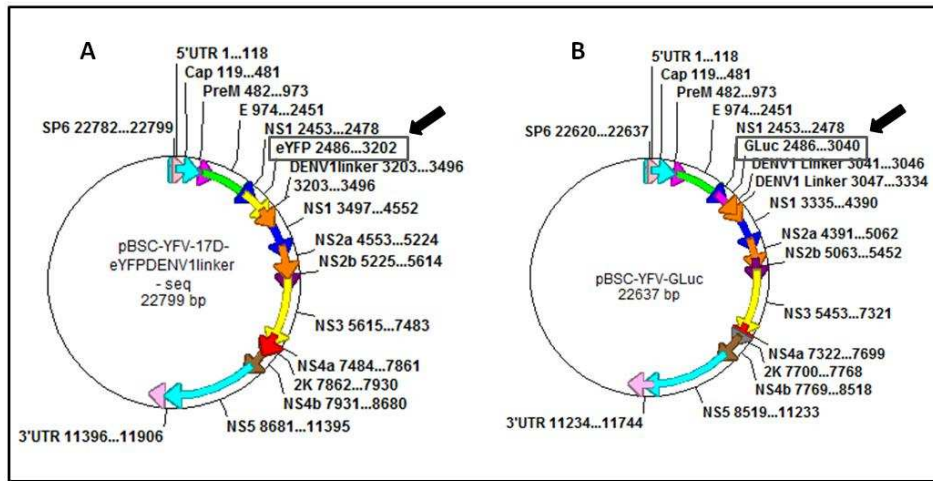 A
5'UTR 1...118
Cap 119...481
PreM 482...973
E 974...2451
SP6 22782...22799
NS1 2453...2478
eYFP 2486...3202
DENV1linker 3203...3496
3203...3496
NS1 3497...4552
NS2a 4553...5224
NS2b 5225...5614
pBSC-YFV-17D-
eYFPDENV1linker
- seq
22799 bp
NS3 5615...7483
NS4a 7484...7861
2K 7862...7930
NS4b 7931...8680
NS5 8681...11395
3'UTR 11396...11906
B
5'UTR 1...118
Cap 119...481
PreM 482...973
E 974...2451
SP6 22620...22637
NS1 2453...2478
GLuc 2486...3040
DENV1 Linker 3041...3046
DENV1 Linker 3047...3334
NS1 3335...4390
NS2a 4391...5062
NS2b 5063...5452
pBSC-YFV-GLuc
22637 bp
NS3 5453...7321
NS4a 7322...7699
2K 7700...7768
NS4b 7769...8518
NS5 8519...11233
3'UTR 11234...11744